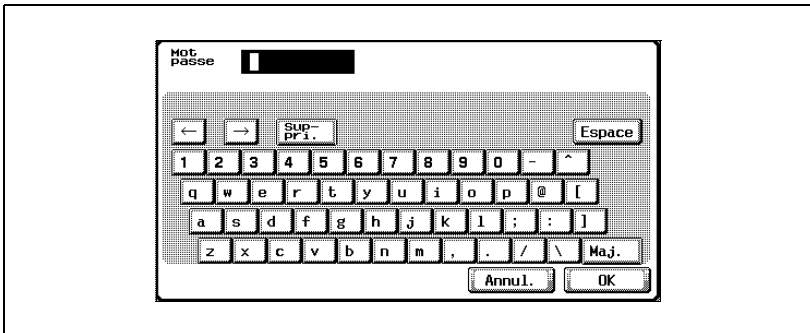 Mot
passe
← → Sup-
pri. Espace
1 2 3 4 5 6 7 8 9 0 - ^
q w e r t y u i o p @ [
a s d f g h j k l ; : ]
z x c v b n m , . / \ Maj.
Annul. OK